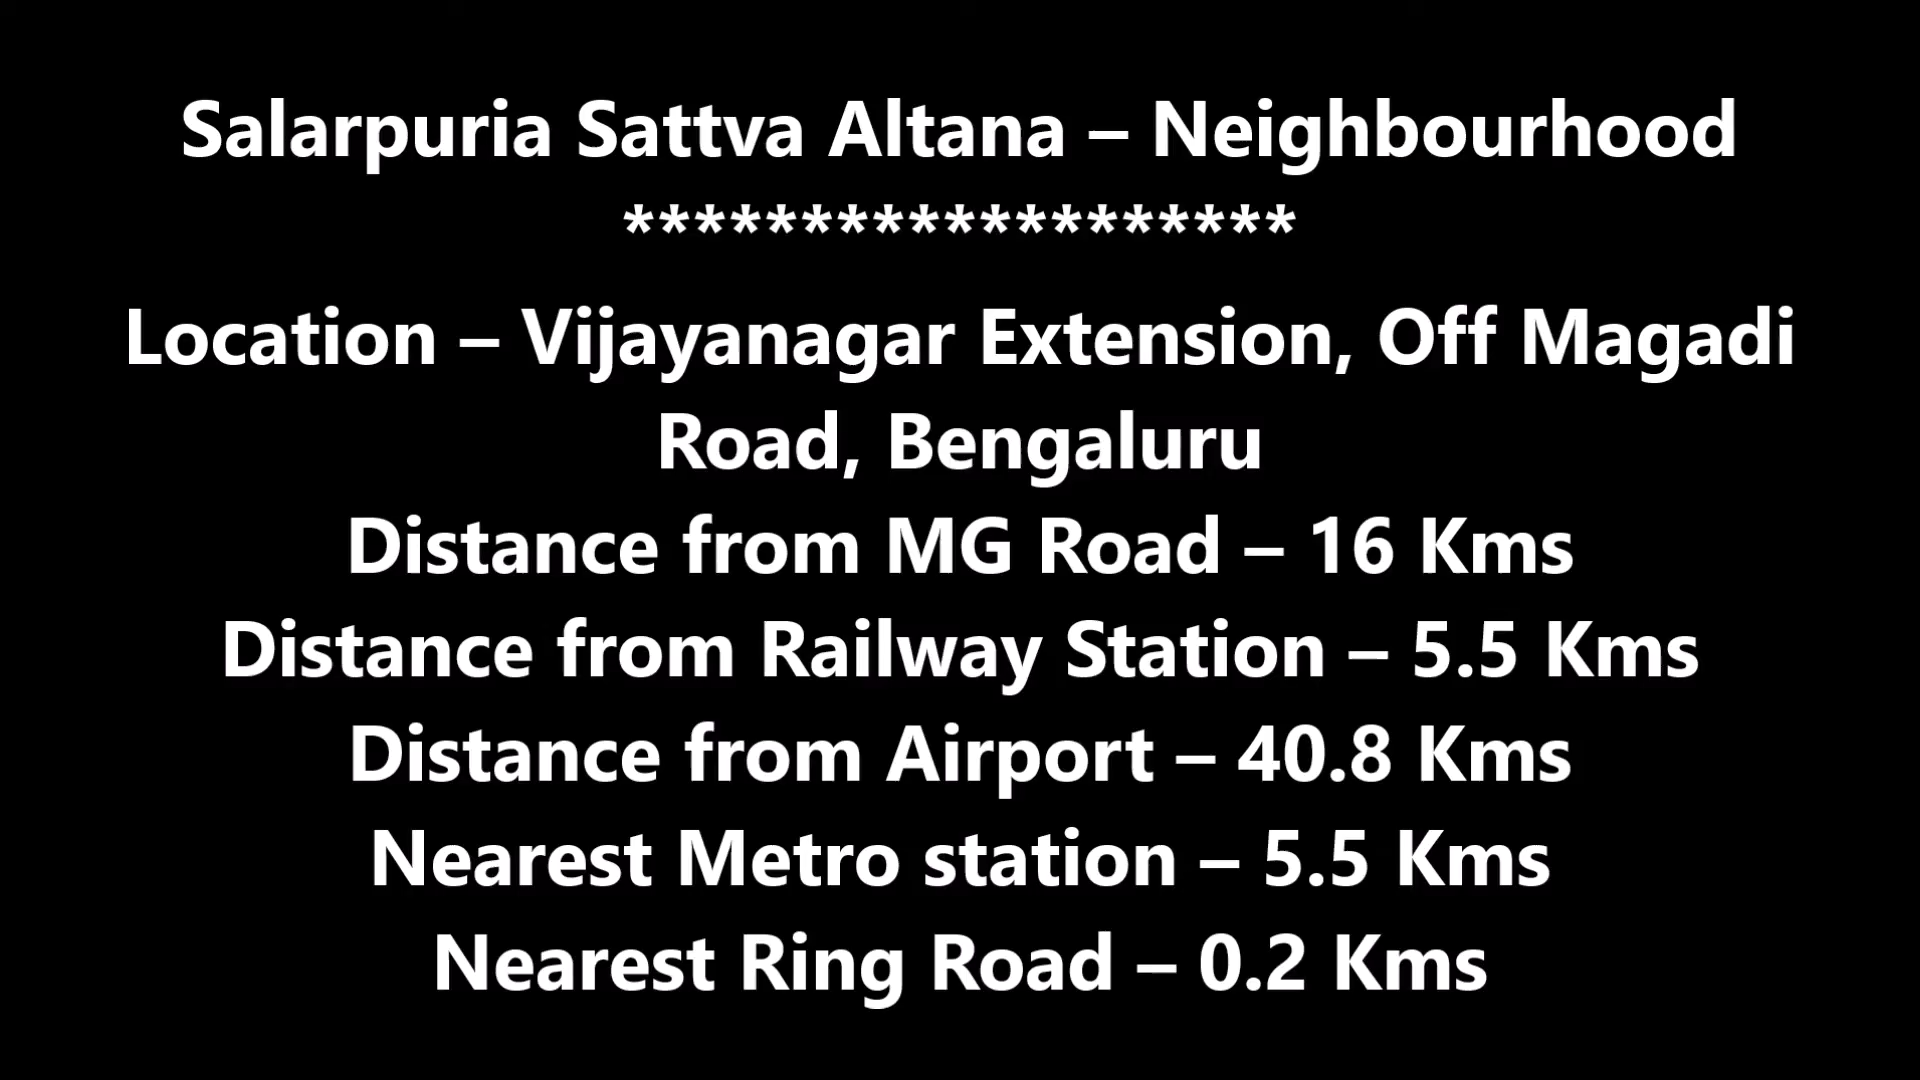 Salarpuria Sattva Altana – Neighbourhood
*******************
Location – Vijayanagar Extension, Off Magadi
Road, Bengaluru
Distance from MG Road – 16 Kms
Distance from Railway Station – 5.5 Kms
Distance from Airport – 40.8 Kms
Nearest Metro station – 5.5 Kms
Nearest Ring Road – 0.2 Kms